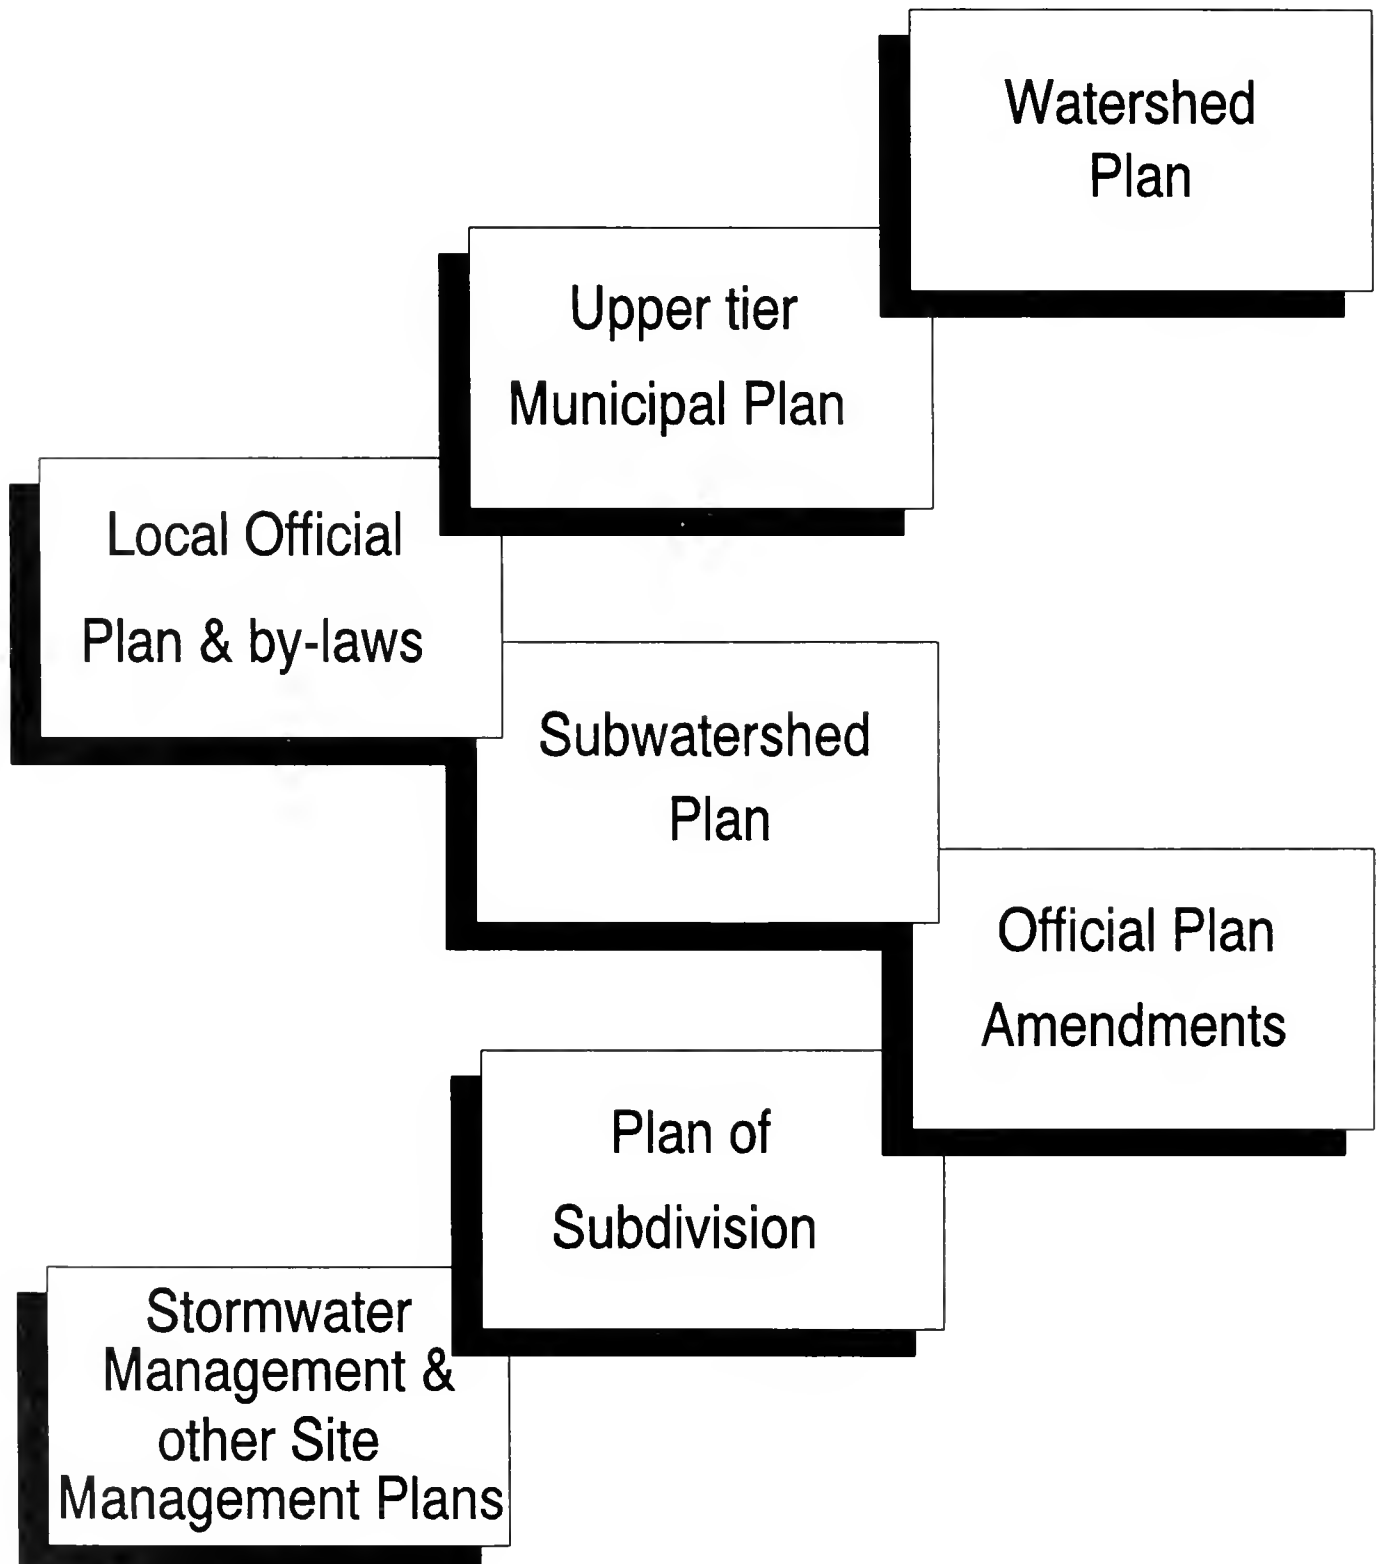 Watershed
Plan
Upper tier
Municipal Plan
Local Official
Plan & by-laws
Subwatershed
Plan
Official Plan
Amendments
Plan of
Subdivision
Stormwater
Management &
other Site
Management Plans